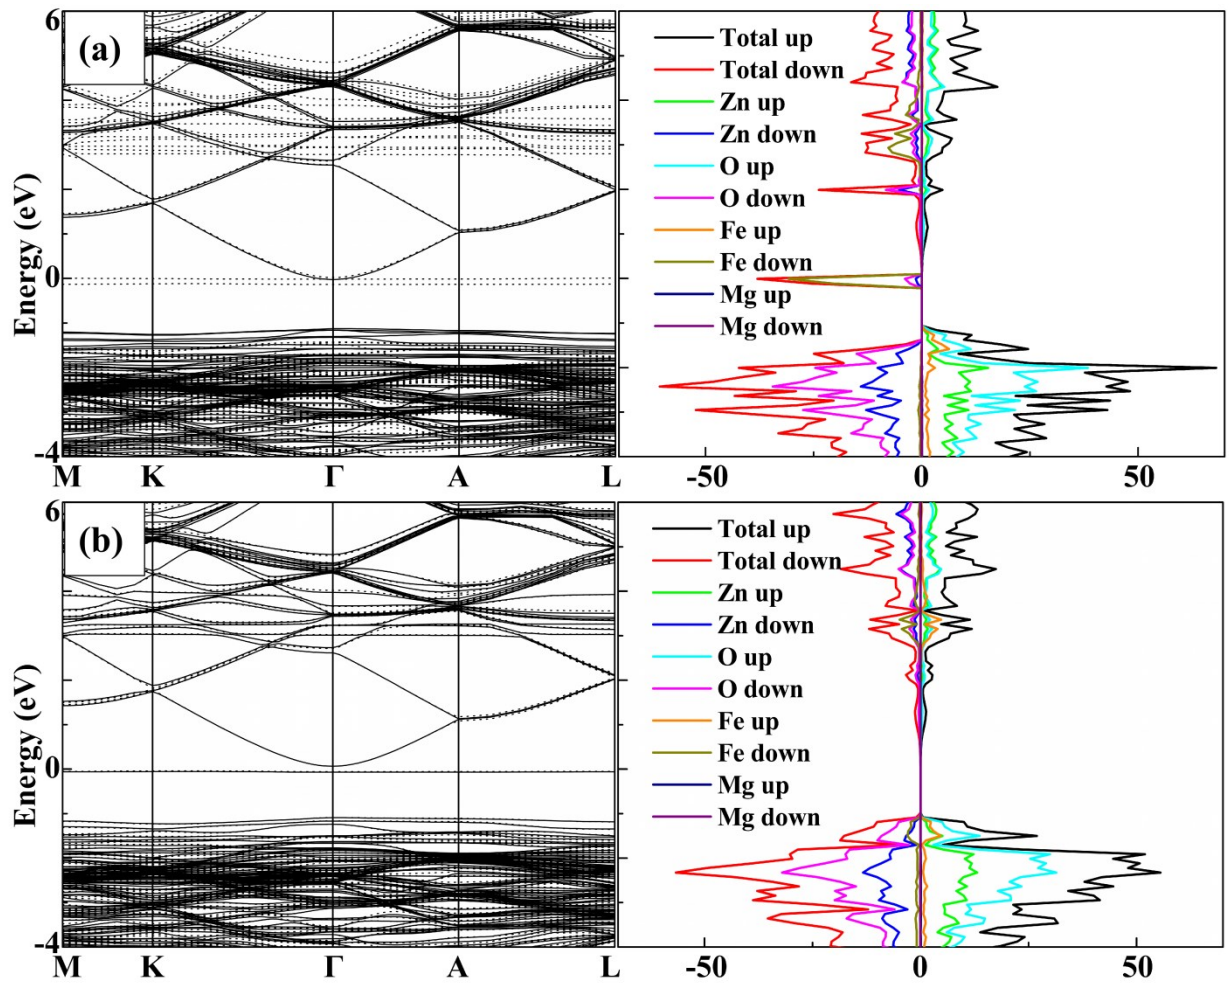 (a)
6
0
-4
Energy (eV)
M K Γ A L
Total up
Total down
Zn up
Zn down
O up
O down
Fe up
Fe down
Mg up
Mg down
-50 0 50
(b)
6
0
-4
Energy (eV)
M K Γ A L
Total up
Total down
Zn up
Zn down
O up
O down
Fe up
Fe down
Mg up
Mg down
-50 0 50